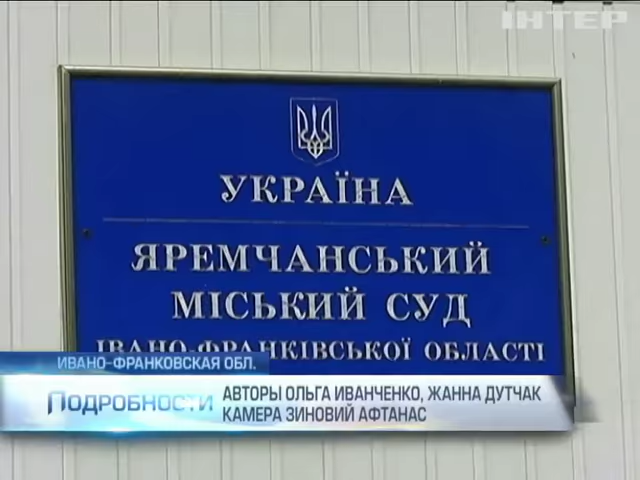 ІНТЕР
УКРАЇНА
ЯРЕМЧАНСЬКИЙ
МІСЬКИЙ СУД
ІВАНО-ФРАНКІВСЬКОЇ ОБЛАСТІ
ИВАНО-ФРАНКОВСКАЯ ОБЛ.
ПОДРОБНОСТИ
АВТОРЫ ОЛЬГА ИВАНЧЕНКО, ЖАННА ДУТЧАК
КАМЕРА ЗИНОВИЙ АФТАНАС